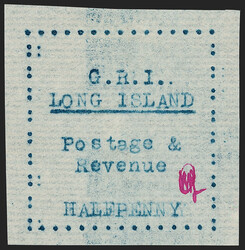 G.R.I.
LONG ISLAND
Postage &
Revenue
HALFPENNY